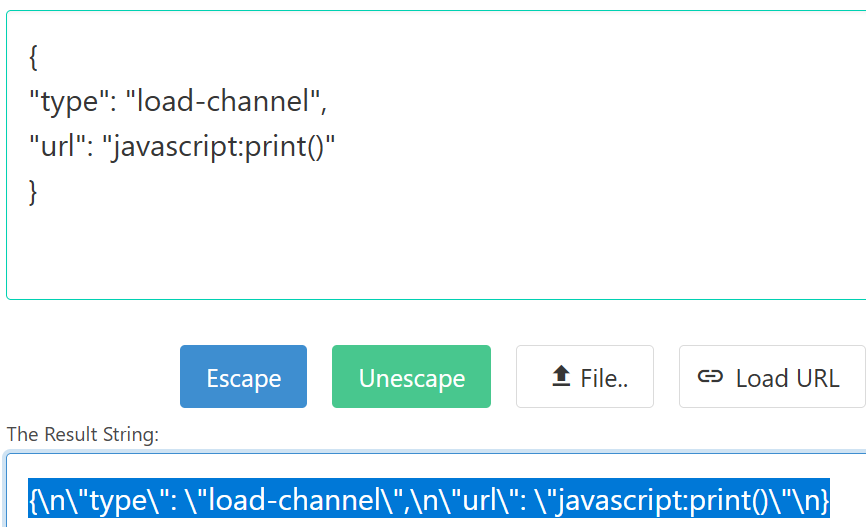 {
"type": "load-channel",
"url": "javascript:print()"
}
Escape
Unescape
File..
Load URL
The Result String:
{\n\"type\": \"load-channel\",\n\"url\": \"javascript:print()\"\n}